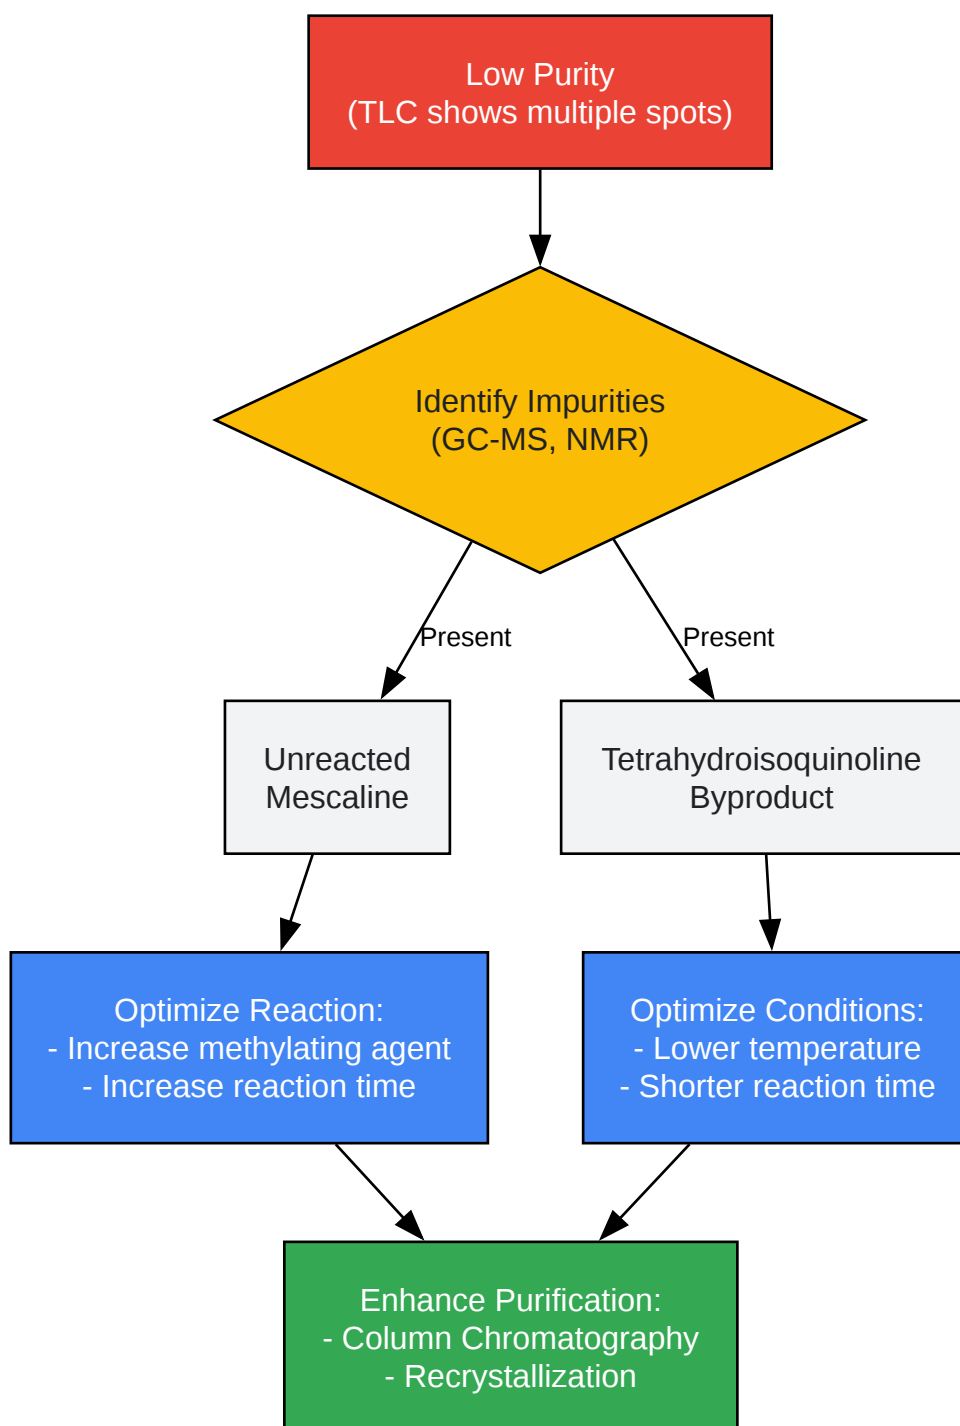 Low Purity
(TLC shows multiple spots)
Identify Impurities
(GC-MS, NMR)
Present
Present
Unreacted
Mescaline
Tetrahydroisoquinoline
Byproduct
Optimize Reaction:
- Increase methylating agent
- Increase reaction time
Optimize Conditions:
- Lower temperature
- Shorter reaction time
Enhance Purification:
- Column Chromatography
- Recrystallization